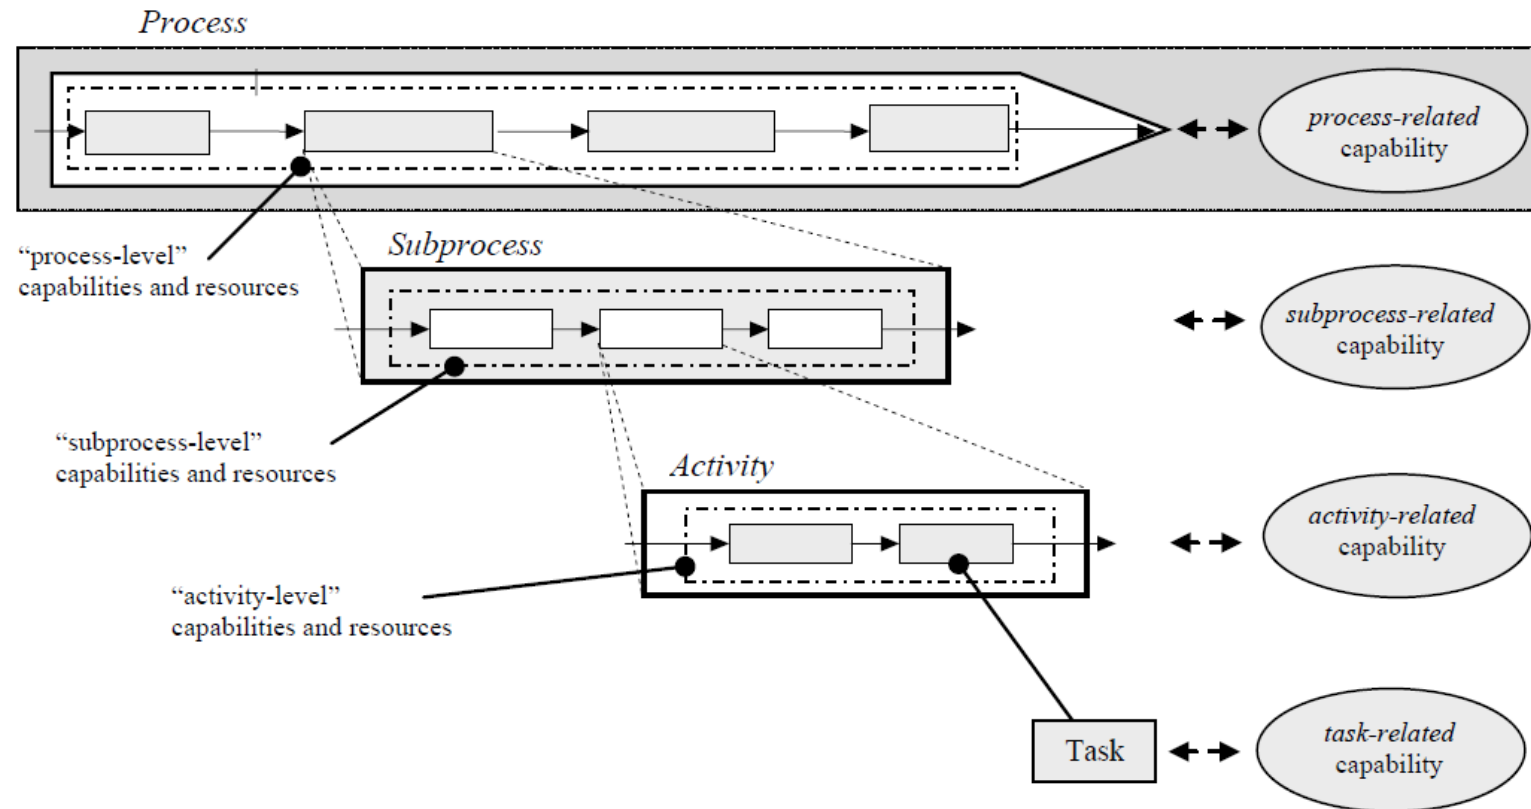 Process
process-related
capability
“process-level”
capabilities and resources
Subprocess
subprocess-related
capability
“subprocess-level”
capabilities and resources
Activity
activity-related
capability
“activity-level”
capabilities and resources
Task
task-related
capability